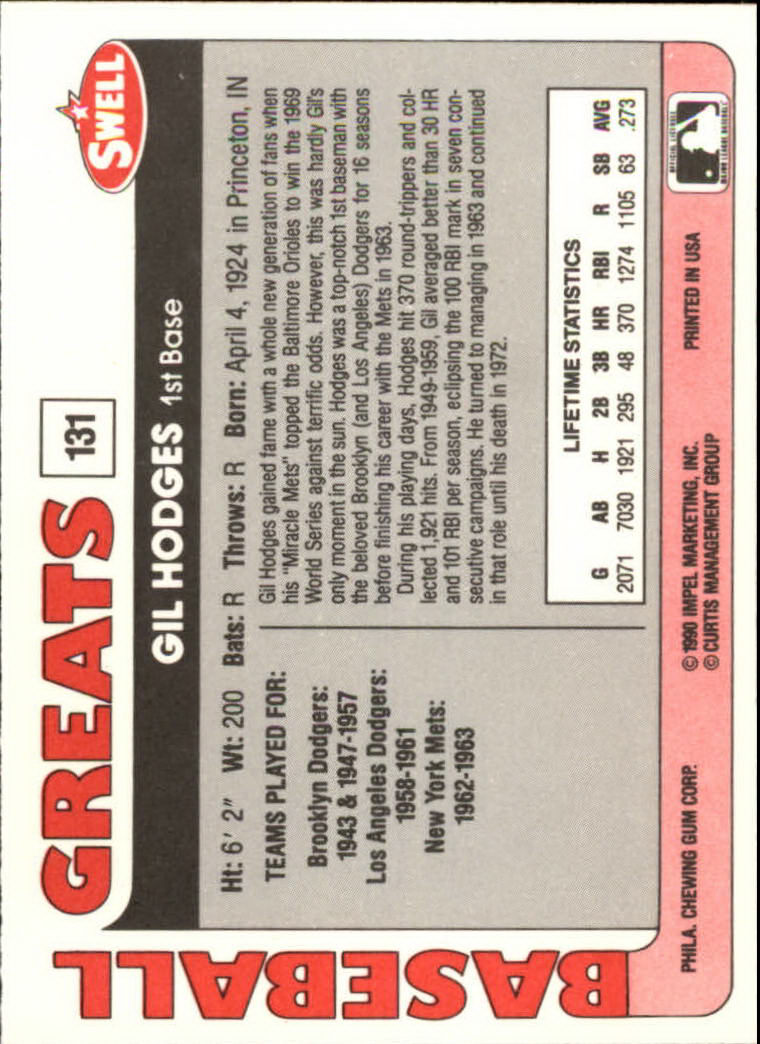 BASEBALL
GREATS
131
SWELL
GIL HODGES 1st Base
Ht: 6' 2" Wt: 200 Bats: R Throws: R Born: April 4, 1924 in Princeton, IN
TEAMS PLAYED FOR:
Brooklyn Dodgers:
1943 & 1947-1957
Los Angeles Dodgers:
1958-1961
New York Mets:
1962-1963
Gil Hodges gained fame with a whole new generation of fans when
his "Miracle Mets" topped the Baltimore Orioles to win the 1969
World Series against terrific odds. However, this was hardly Gil's
only moment in the sun. Hodges was a top-notch 1st baseman with
the beloved Brooklyn (and Los Angeles) Dodgers for 16 seasons
before finishing his career with the Mets in 1963.
During his playing days, Hodges hit 370 round-trippers and col-
lected 1,921 hits. From 1949-1959, Gil averaged better than 30 HR
and 101 RBI per season, eclipsing the 100 RBI mark in seven con-
secutive campaigns. He turned to managing in 1963 and continued
in that role until his death in 1972.
LIFETIME STATISTICS
G AB H 2B 3B HR RBI R SB AVG
2071 7030 1921 295 48 370 1274 1105 63 .273
PHILA. CHEWING GUM CORP.
© 1990 IMPEL MARKETING, INC.
© CURTIS MANAGEMENT GROUP
PRINTED IN USA
OFFICIAL LICENSEE
MAJOR LEAGUE BASEBALL